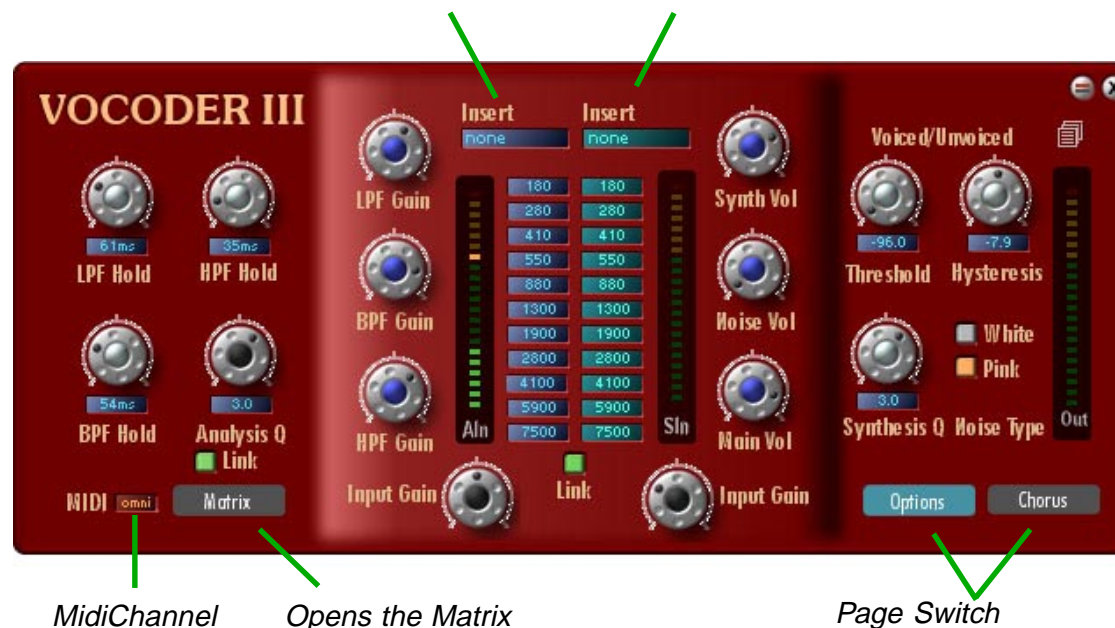 VOCODER III
61ms
LPF Hold
35ms
HPF Hold
54ms
BPF Hold
3.0
Analysis Q
Link
MIDI omni
Matrix
LPF Gain
BPF Gain
HPF Gain
Input Gain
Insert
none
Insert
none
180 180
280 280
410 410
550 550
880 880
1300 1300
1900 1900
2800 2800
4100 4100
5900 5900
7500 7500
AIn
SIn
Link
Synth Vol
Noise Vol
Main Vol
Input Gain
Voiced/Unvoiced
-96.0
Threshold
-7.9
Hysteresis
White
Pink
3.0
Synthesis Q
Noise Type
Out
Options
Chorus
MidiChannel
Opens the Matrix
Page Switch